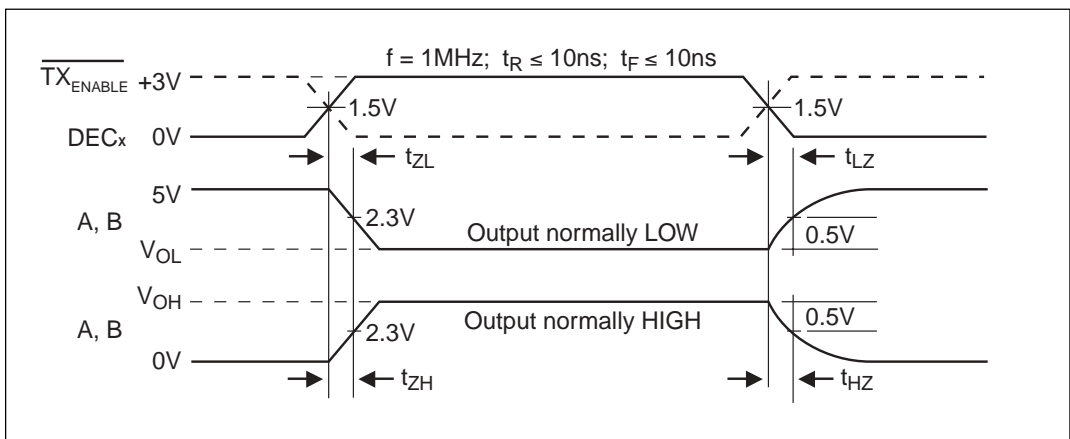 f = 1MHz; tR ≤ 10ns; tF ≤ 10ns
TXENABLE +3V
1.5V 1.5V
DECx 0V
tZL tLZ
5V
A, B 2.3V 0.5V
Output normally LOW
VOL
VOH
Output normally HIGH 0.5V
A, B 2.3V
0V
tZH tHZ